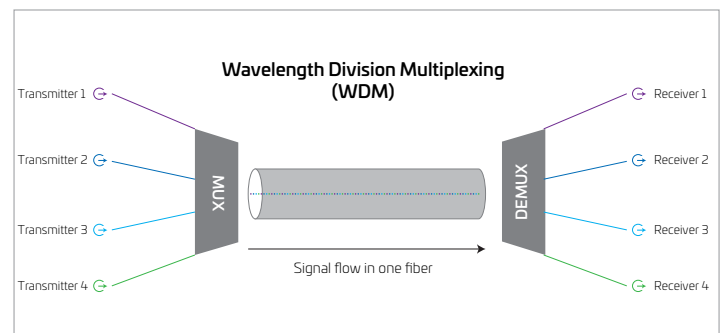 Wavelength Division Multiplexing
(WDM)
Transmitter 1
Transmitter 2
Transmitter 3
Transmitter 4
MUX
Signal flow in one fiber
DEMUX
Receiver 1
Receiver 2
Receiver 3
Receiver 4